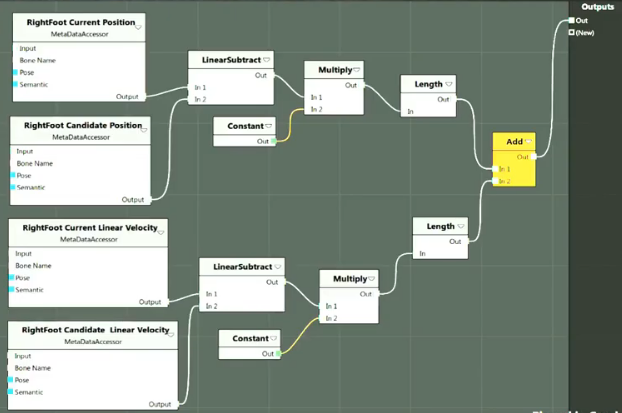 Outputs
Out
(New)
RightFoot Current Position
MetaDataAccessor
Input
Bone Name
Pose
Semantic
Output
LinearSubtract
Out
In 1
In 2
Multiply
Out
In 1
In 2
Length
Out
In
Constant
Out
RightFoot Candidate Position
MetaDataAccessor
Input
Bone Name
Pose
Semantic
Output
Add
Out
In 1
In 2
RightFoot Current Linear Velocity
MetaDataAccessor
Input
Bone Name
Pose
Semantic
Output
LinearSubtract
Out
In 1
In 2
Multiply
Out
In 1
In 2
Length
Out
In
Constant
Out
RightFoot Candidate Linear Velocity
MetaDataAccessor
Input
Bone Name
Pose
Semantic
Output